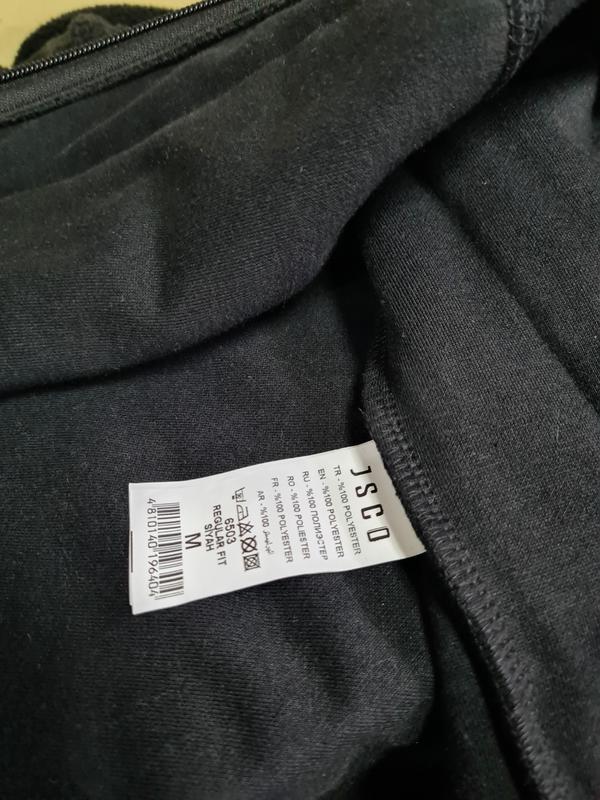 JSCO
TR - %100 POLYESTER
EN - %100 POLYESTER
RU - %100 ПОЛИЭСТЕР
RO - %100 POLIESTER
FR - %100 POLYESTER
AR - %100 بوليستر
6503
REGULAR FIT
SIYAH
M
4810140196404